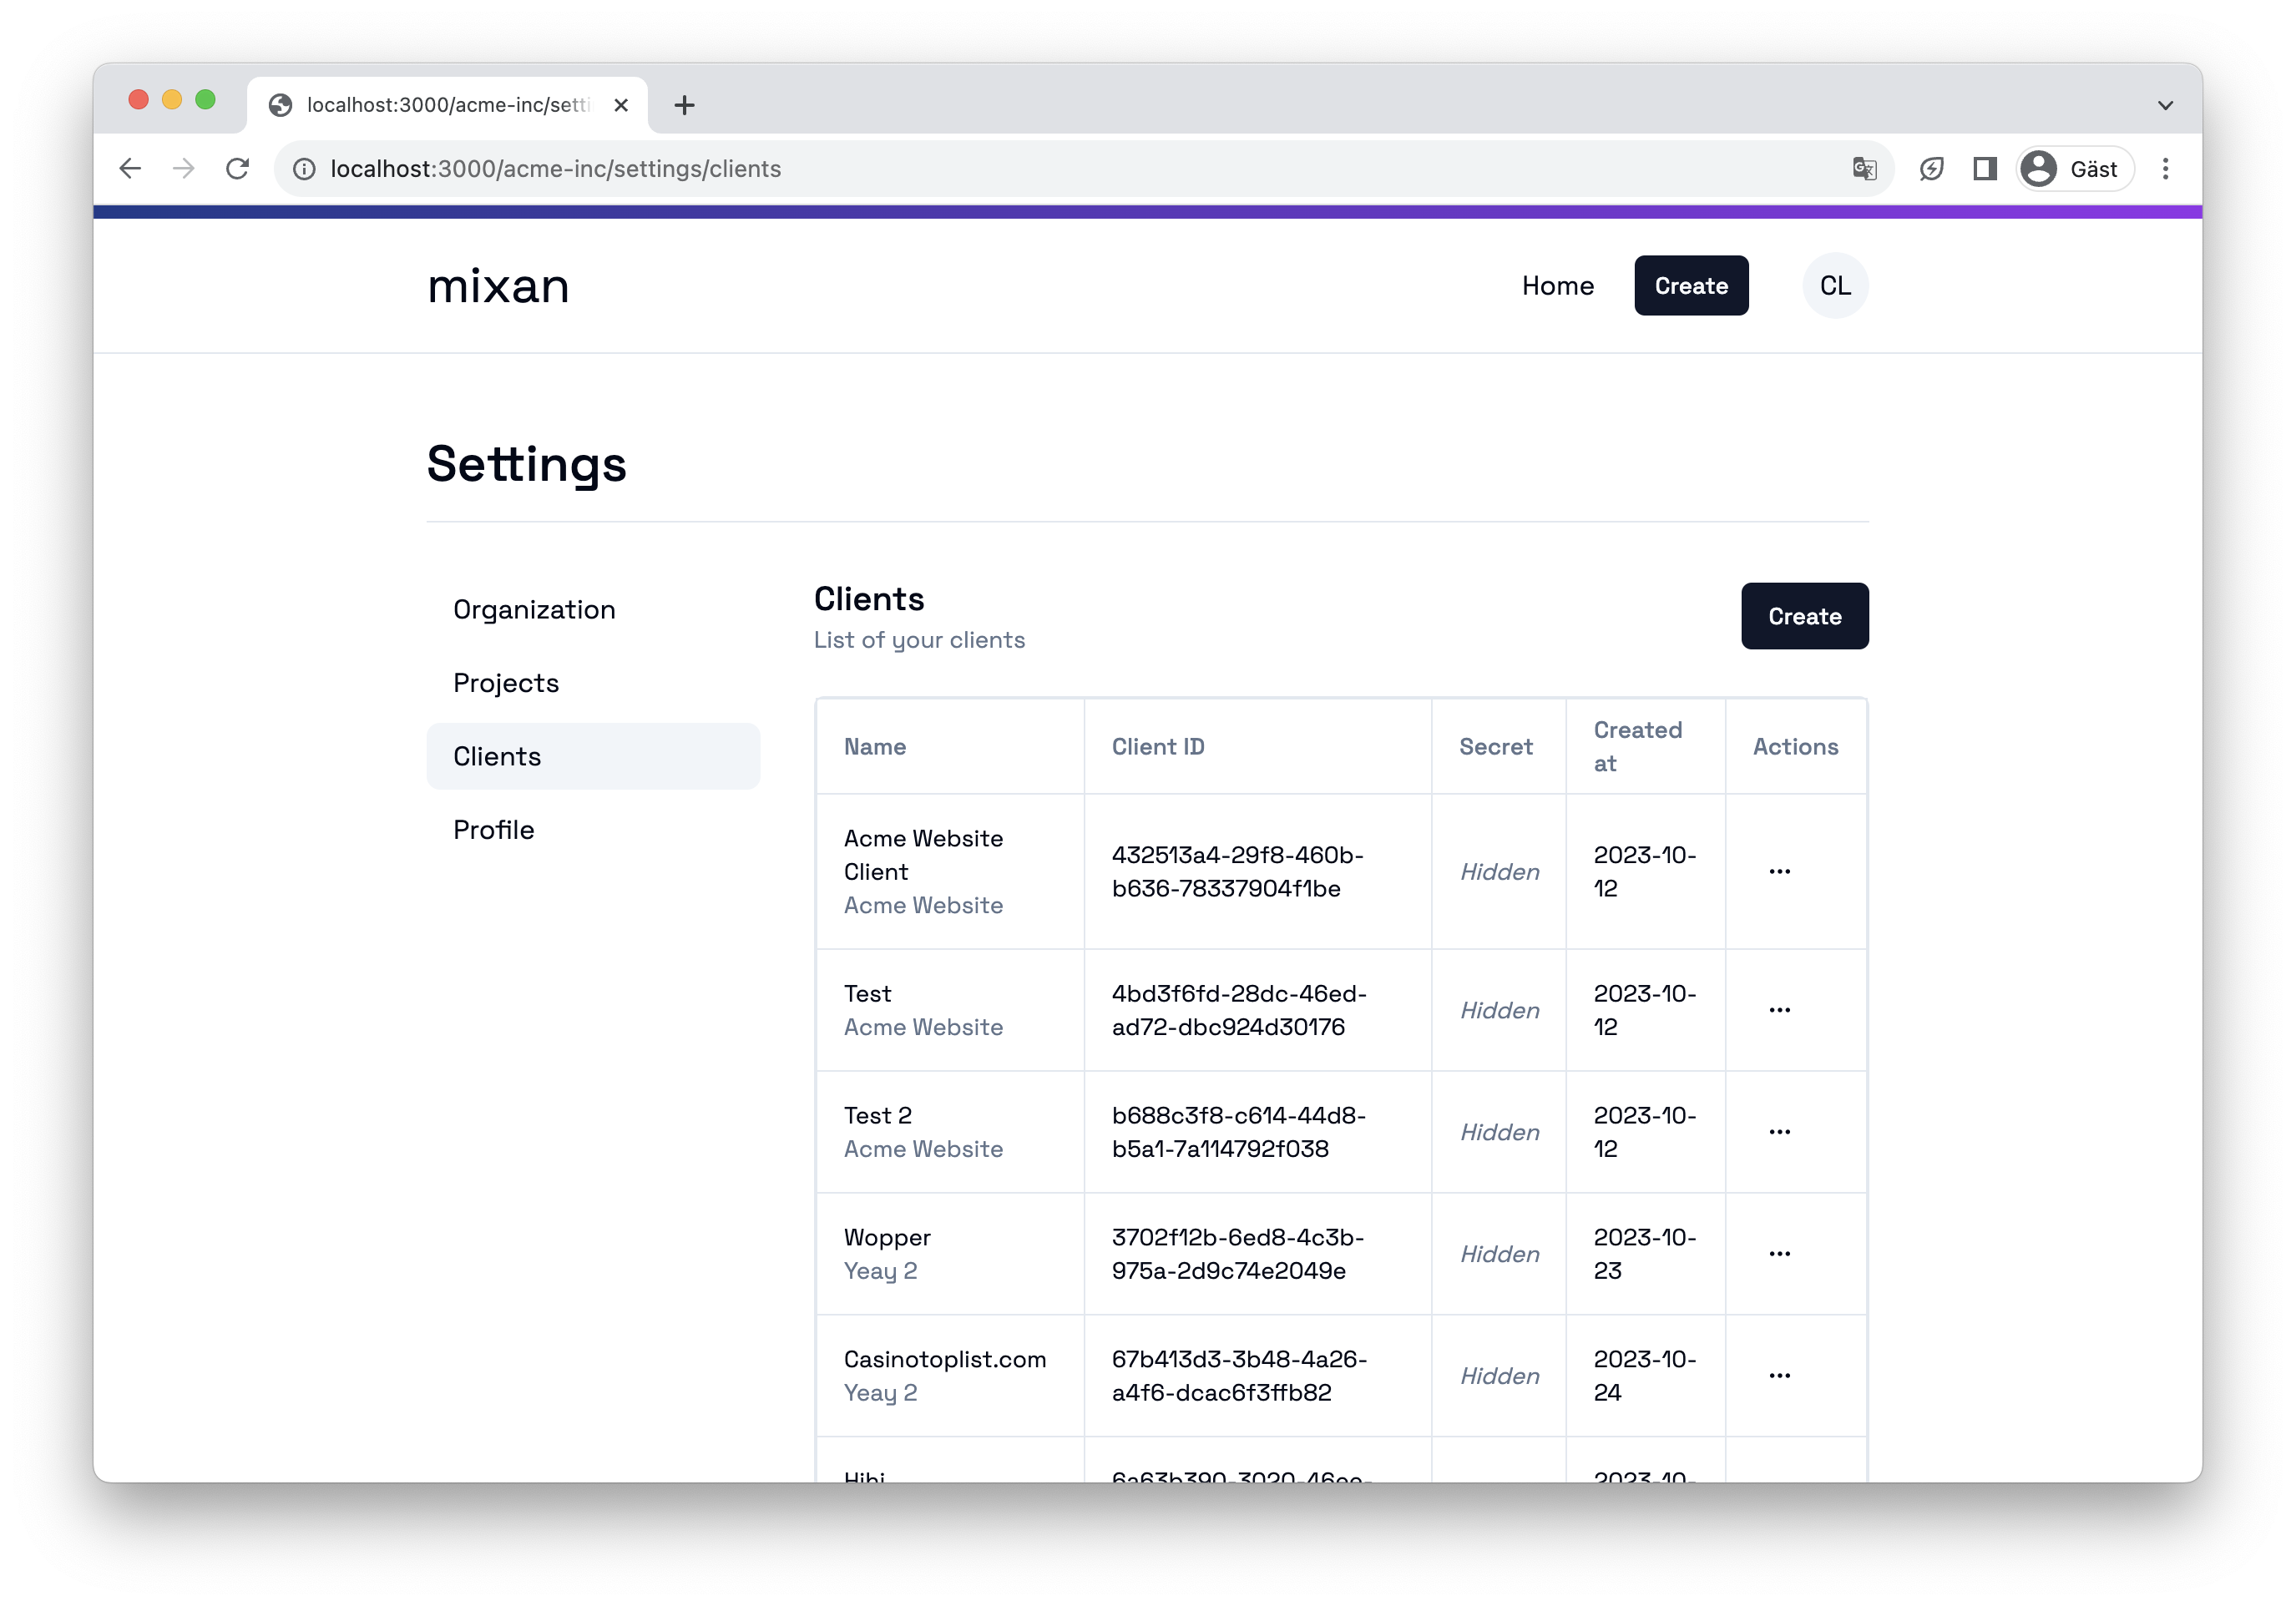 localhost:3000/acme-inc/setti
localhost:3000/acme-inc/settings/clients
Gäst
mixan
Home
Create
CL
Settings
Organization
Projects
Clients
Profile
Clients
List of your clients
Create
Name
Client ID
Secret
Created
at
Actions
Acme Website
Client
Acme Website
432513a4-29f8-460b-
b636-78337904f1be
Hidden
2023-10-
12
Test
Acme Website
4bd3f6fd-28dc-46ed-
ad72-dbc924d30176
Hidden
2023-10-
12
Test 2
Acme Website
b688c3f8-c614-44d8-
b5a1-7a114792f038
Hidden
2023-10-
12
Wopper
Yeay 2
3702f12b-6ed8-4c3b-
975a-2d9c74e2049e
Hidden
2023-10-
23
Casinotoplist.com
Yeay 2
67b413d3-3b48-4a26-
a4f6-dcac6f3ffb82
Hidden
2023-10-
24
Hihi
2023-10-